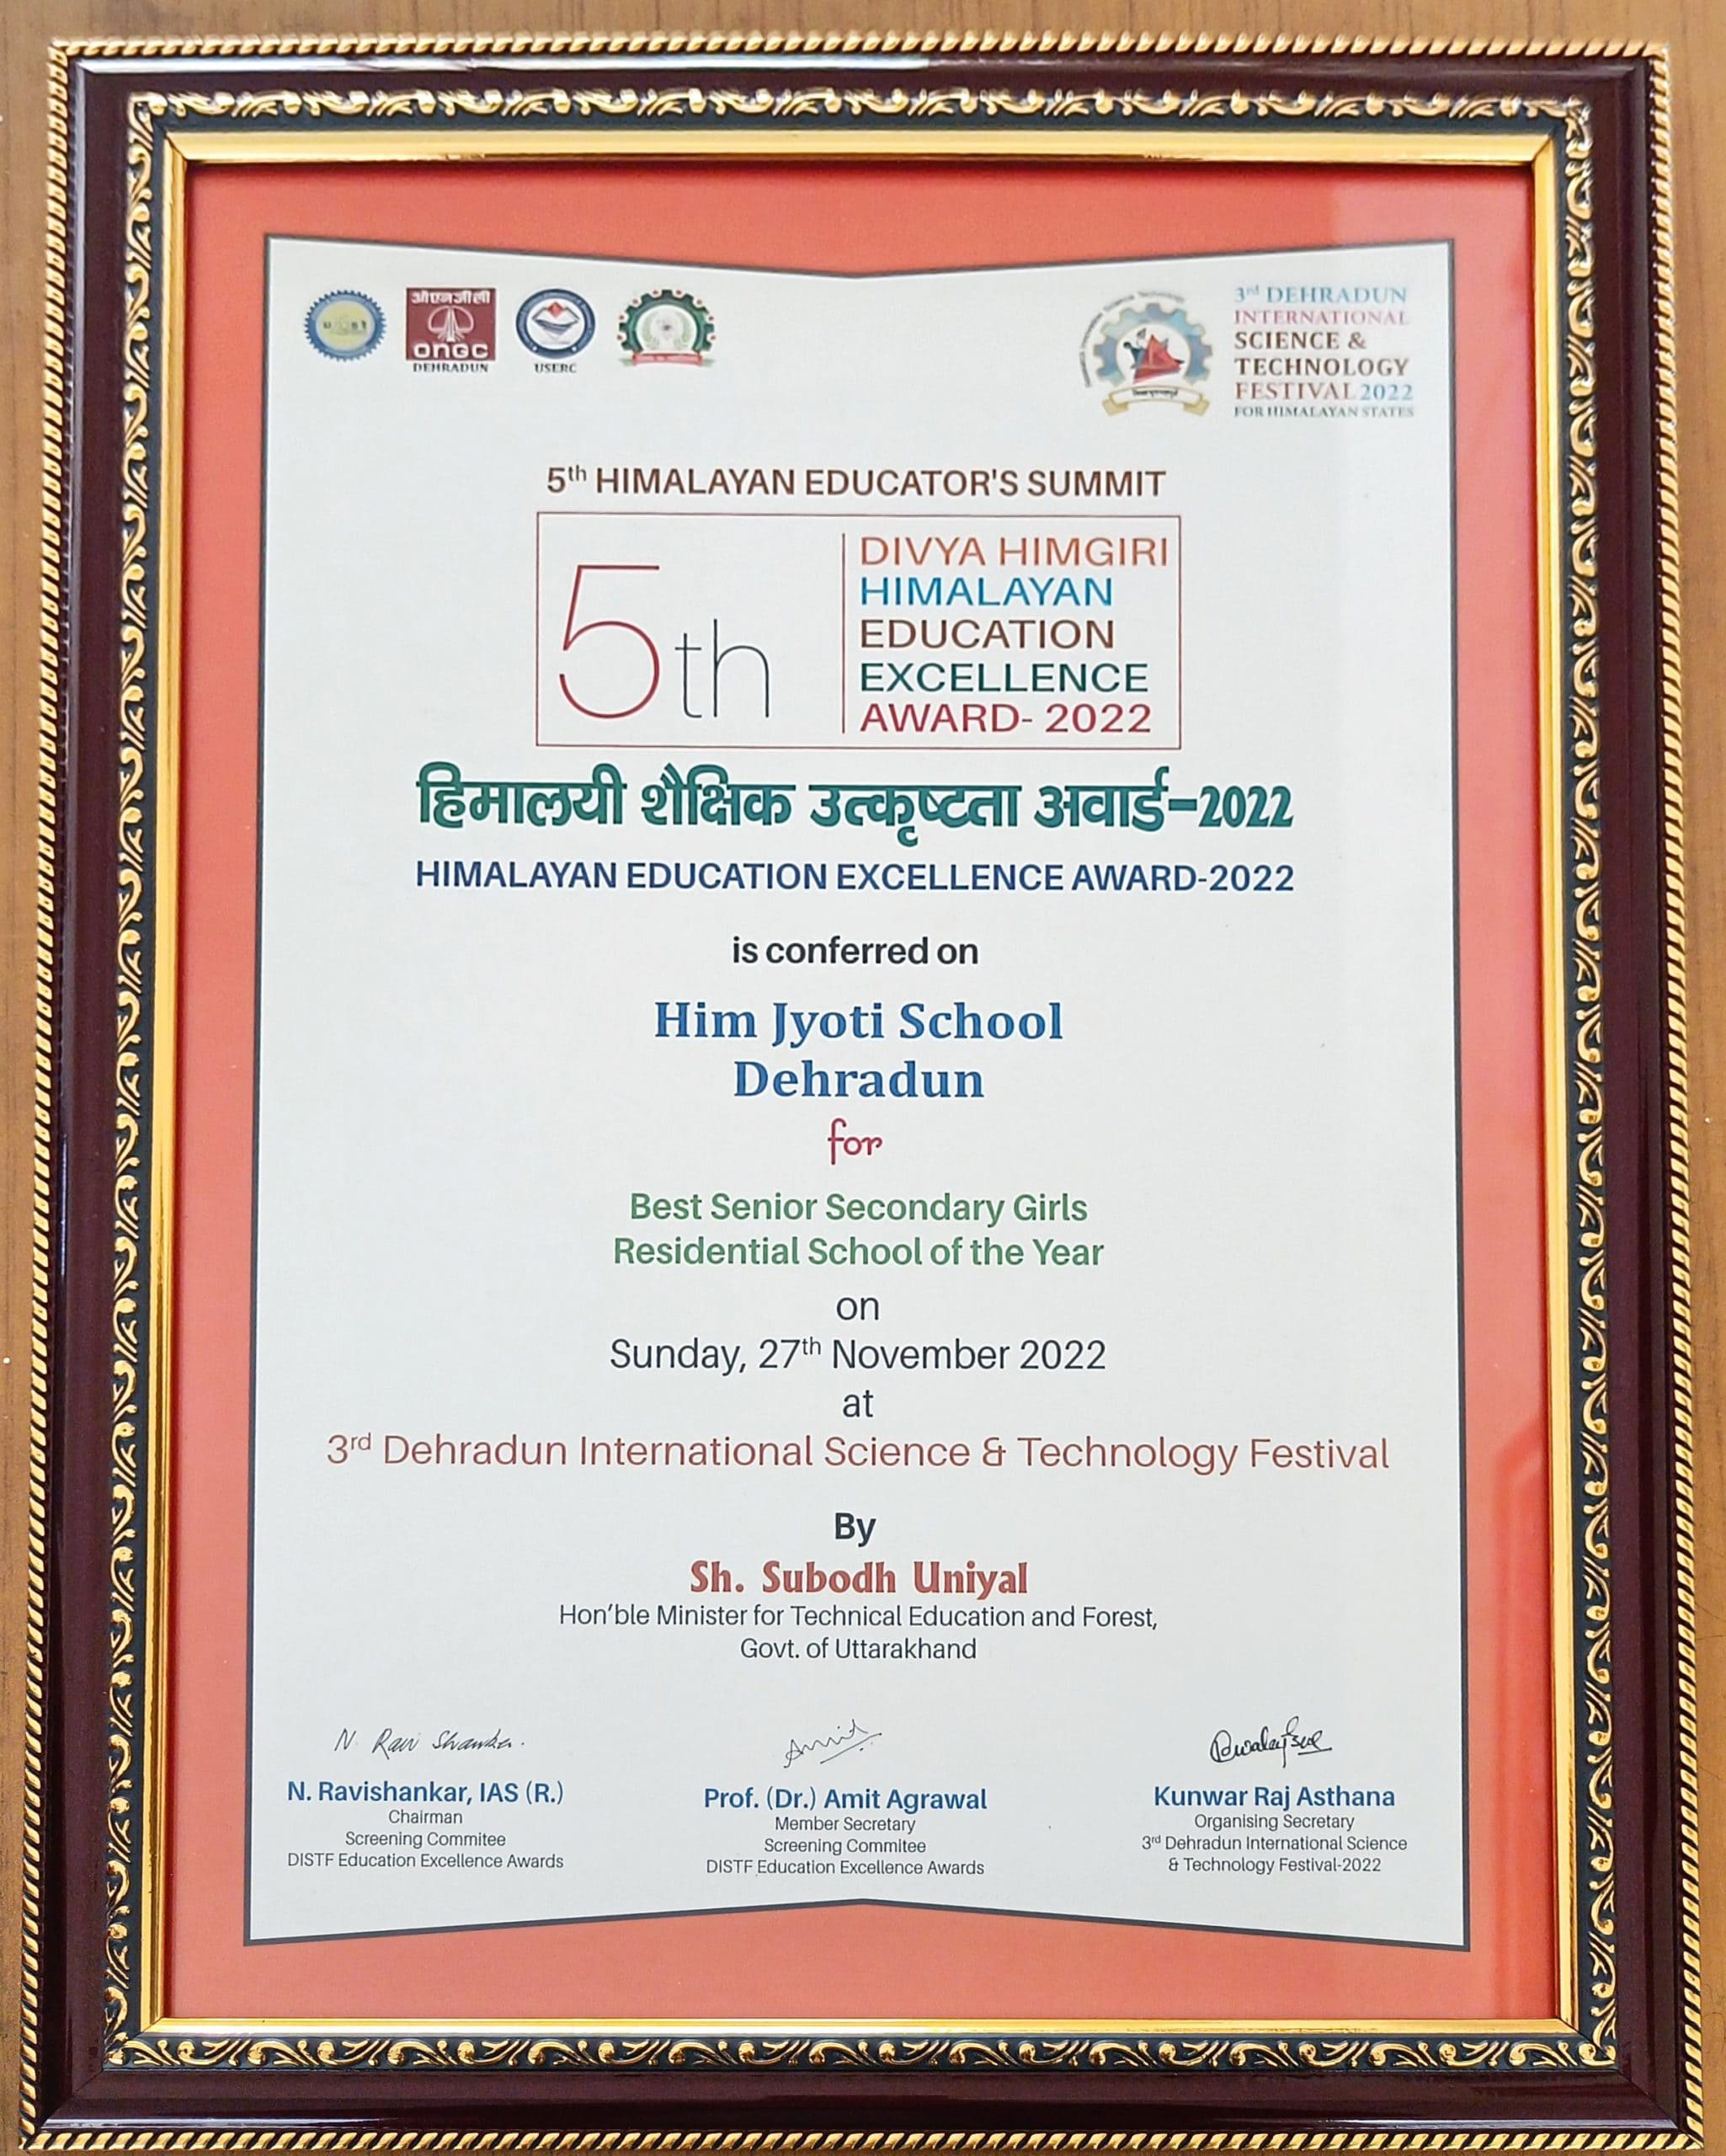 ओएनजीसी
ONGC
DEHRADUN
USERC
3rd DEHRADUN
INTERNATIONAL
SCIENCE &
TECHNOLOGY
FESTIVAL 2022
FOR HIMALAYAN STATES
5th HIMALAYAN EDUCATOR'S SUMMIT
5th
DIVYA HIMGIRI
HIMALAYAN
EDUCATION
EXCELLENCE
AWARD- 2022
हिमालयी शैक्षिक उत्कृष्टता अवार्ड-2022
HIMALAYAN EDUCATION EXCELLENCE AWARD-2022
is conferred on
Him Jyoti School
Dehradun
for
Best Senior Secondary Girls
Residential School of the Year
on
Sunday, 27th November 2022
at
3rd Dehradun International Science & Technology Festival
By
Sh. Subodh Uniyal
Hon'ble Minister for Technical Education and Forest,
Govt. of Uttarakhand
N. Ravi Shanker.
N. Ravishankar, IAS (R.)
Chairman
Screening Commitee
DISTF Education Excellence Awards
Amit
Prof. (Dr.) Amit Agrawal
Member Secretary
Screening Commitee
DISTF Education Excellence Awards
Kunwar Raj Asthana
Organising Secretary
3rd Dehradun International Science
& Technology Festival-2022